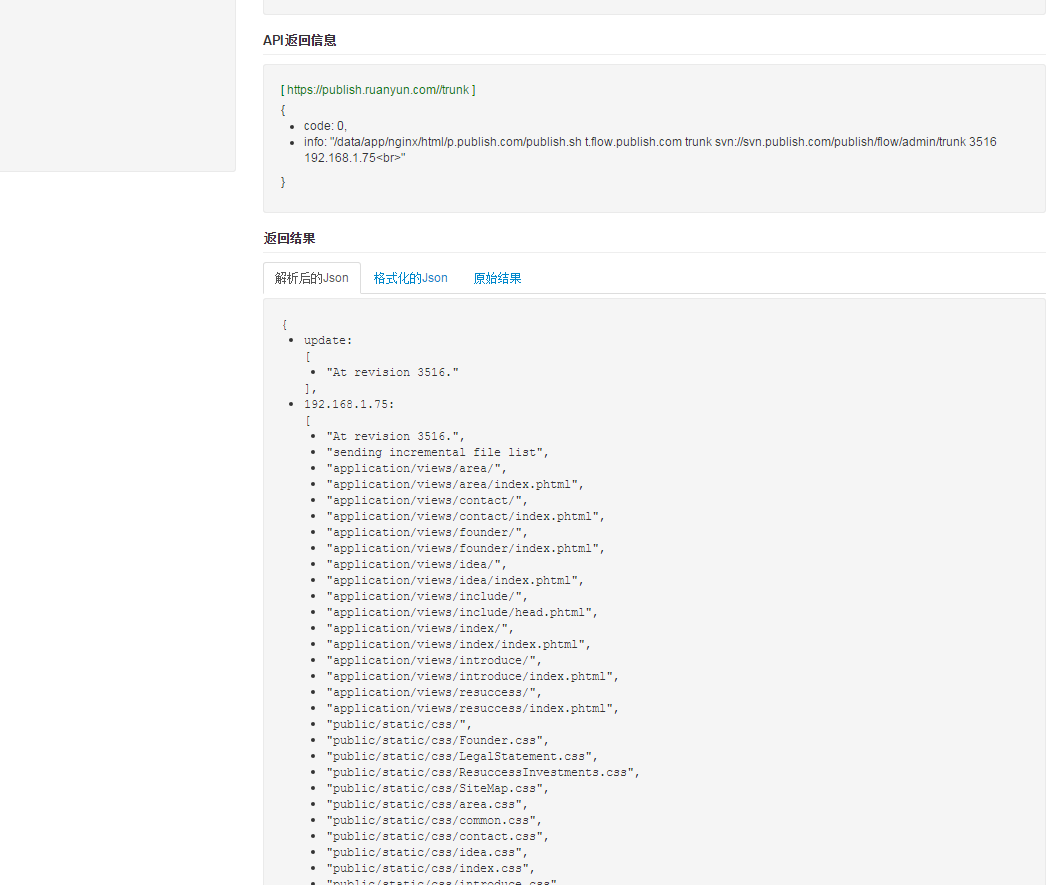 API返回信息
[ https://publish.ruanyun.com//trunk ]
{
• code: 0,
• info: "/data/app/nginx/html/p.publish.com/publish.sh t.flow.publish.com trunk svn://svn.publish.com/publish/flow/admin/trunk 3516
192.168.1.75<br>"
}
返回结果
解析后的Json 格式化的Json 原始结果
{
• update:
[
• "At revision 3516."
],
• 192.168.1.75:
[
• "At revision 3516.",
• "sending incremental file list",
• "application/views/area/",
• "application/views/area/index.phtml",
• "application/views/contact/",
• "application/views/contact/index.phtml",
• "application/views/founder/",
• "application/views/founder/index.phtml",
• "application/views/idea/",
• "application/views/idea/index.phtml",
• "application/views/include/",
• "application/views/include/head.phtml",
• "application/views/index/",
• "application/views/index/index.phtml",
• "application/views/introduce/",
• "application/views/introduce/index.phtml",
• "application/views/resuccess/",
• "application/views/resuccess/index.phtml",
• "public/static/css/",
• "public/static/css/Founder.css",
• "public/static/css/LegalStatement.css",
• "public/static/css/ResuccessInvestments.css",
• "public/static/css/SiteMap.css",
• "public/static/css/area.css",
• "public/static/css/common.css",
• "public/static/css/contact.css",
• "public/static/css/idea.css",
• "public/static/css/index.css",
• "public/static/css/introduce.css"